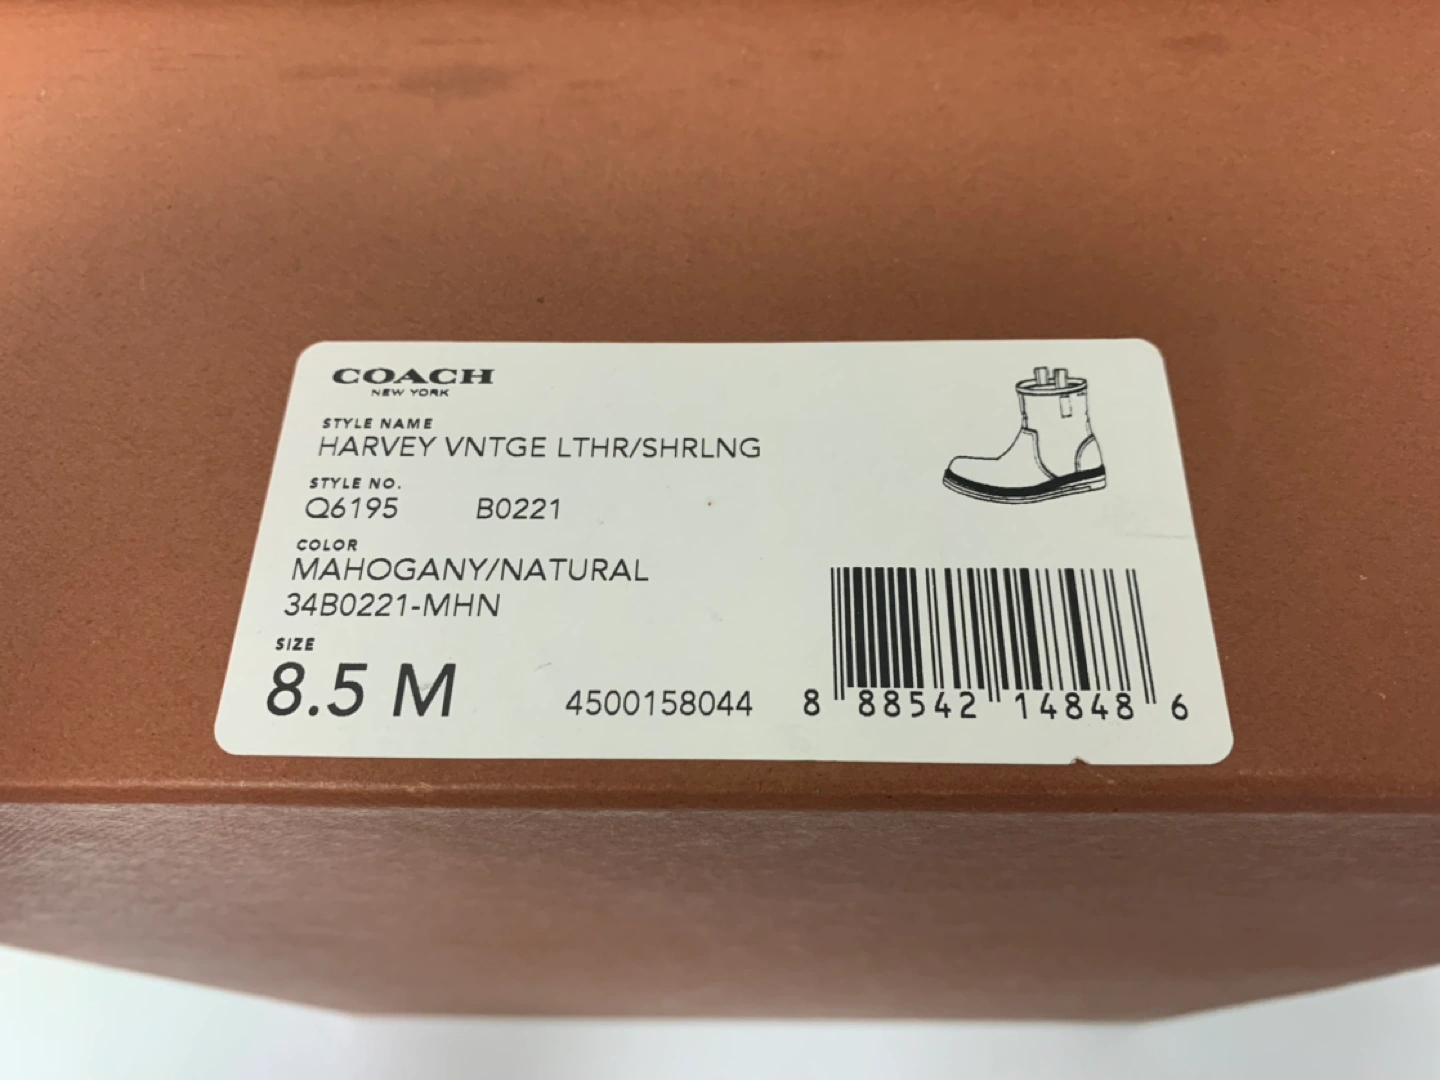 COACH
NEW YORK
STYLE NAME
HARVEY VNTGE LTHR/SHRLNG
STYLE NO.
Q6195 B0221
COLOR
MAHOGANY/NATURAL
34B0221-MHN
SIZE
8.5 M
4500158044
8 88542 14848 6